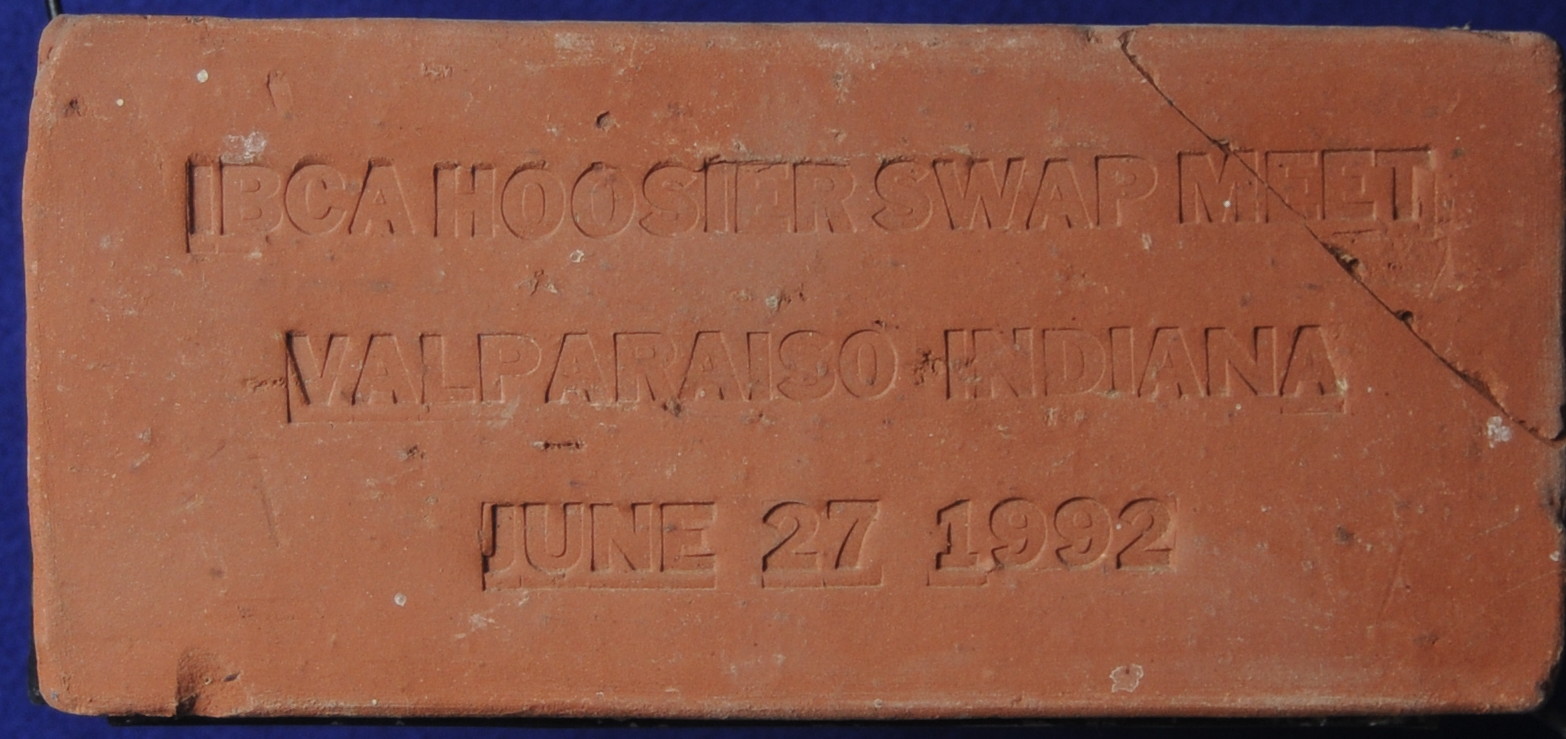 IBCA HOOSIER SWAP MEET
VALPARAISO INDIANA
JUNE 27 1992